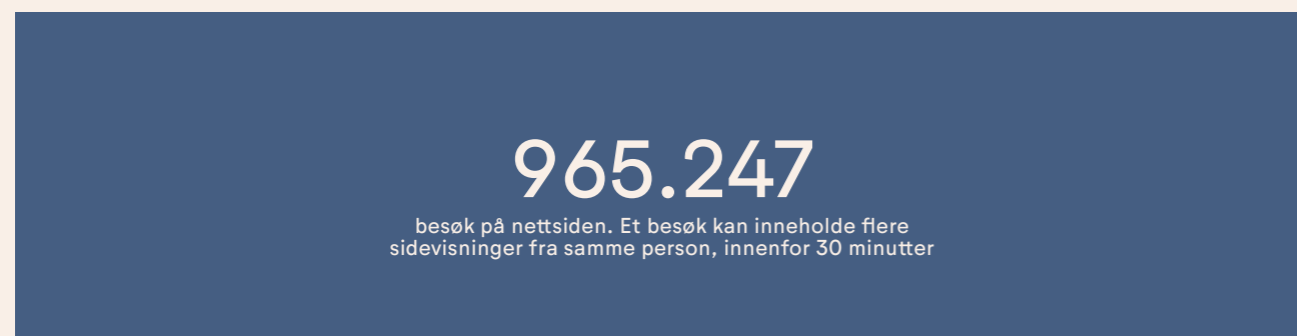 965.247
besøk på nettsiden. Et besøk kan inneholde flere
sidevisninger fra samme person, innenfor 30 minutter